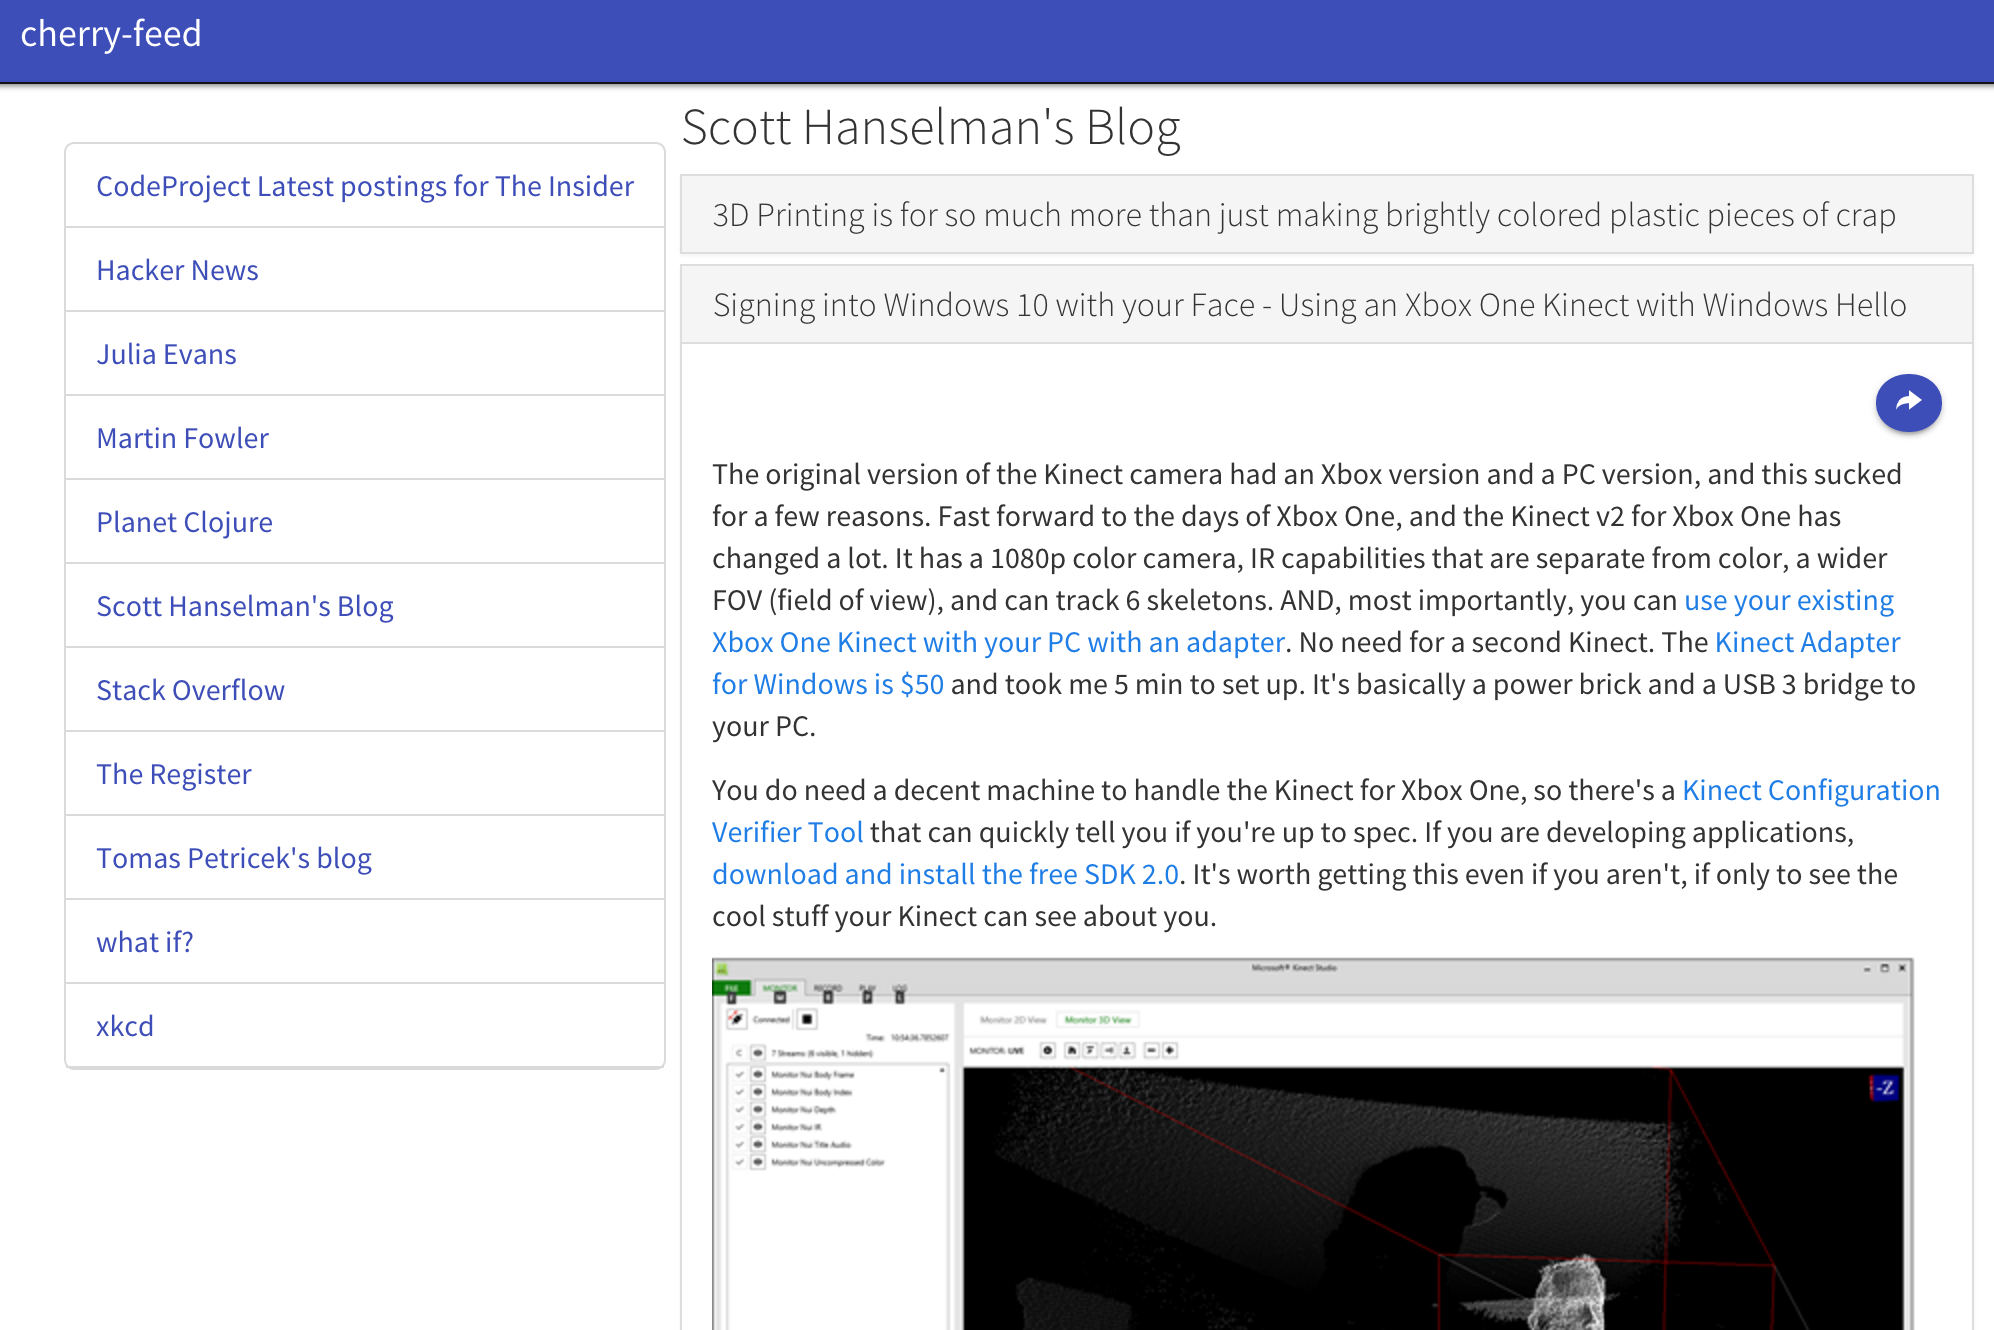 cherry-feed
CodeProject Latest postings for The Insider
Hacker News
Julia Evans
Martin Fowler
Planet Clojure
Scott Hanselman's Blog
Stack Overflow
The Register
Tomas Petricek's blog
what if?
xkcd
Scott Hanselman's Blog
3D Printing is for so much more than just making brightly colored plastic pieces of crap
Signing into Windows 10 with your Face - Using an Xbox One Kinect with Windows Hello
The original version of the Kinect camera had an Xbox version and a PC version, and this sucked
for a few reasons. Fast forward to the days of Xbox One, and the Kinect v2 for Xbox One has
changed a lot. It has a 1080p color camera, IR capabilities that are separate from color, a wider
FOV (field of view), and can track 6 skeletons. AND, most importantly, you can use your existing
Xbox One Kinect with your PC with an adapter. No need for a second Kinect. The Kinect Adapter
for Windows is $50 and took me 5 min to set up. It's basically a power brick and a USB 3 bridge to
your PC.
You do need a decent machine to handle the Kinect for Xbox One, so there's a Kinect Configuration
Verifier Tool that can quickly tell you if you're up to spec. If you are developing applications,
download and install the free SDK 2.0. It's worth getting this even if you aren't, if only to see the
cool stuff your Kinect can see about you.
Microsoft® Kinect Studio
FILE MONITOR RECORD PLAY LOG
Connected
Time:
7 Streams (6 visible, 1 hidden)
Monitor Nui Body Frame
Monitor Nui Body Index
Monitor Nui Depth
Monitor Nui IR
Monitor Nui Title Audio
Monitor Nui Uncompressed Color
Monitor 2D View Monitor 3D View
MONITOR: LIVE
-Z